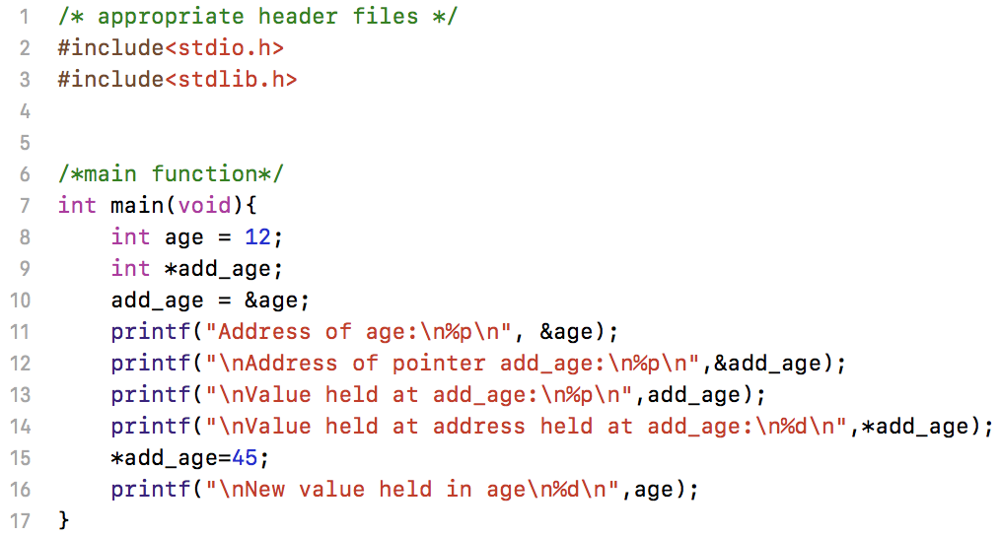 1 /* appropriate header files */
2 #include<stdio.h>
3 #include<stdlib.h>
4
5
6 /*main function*/
7 int main(void){
8 int age = 12;
9 int *add_age;
10 add_age = &age;
11 printf("Address of age:\n%p\n", &age);
12 printf("\nAddress of pointer add_age:\n%p\n",&add_age);
13 printf("\nValue held at add_age:\n%p\n",add_age);
14 printf("\nValue held at address held at add_age:\n%d\n",*add_age);
15 *add_age=45;
16 printf("\nNew value held in age\n%d\n",age);
17 }